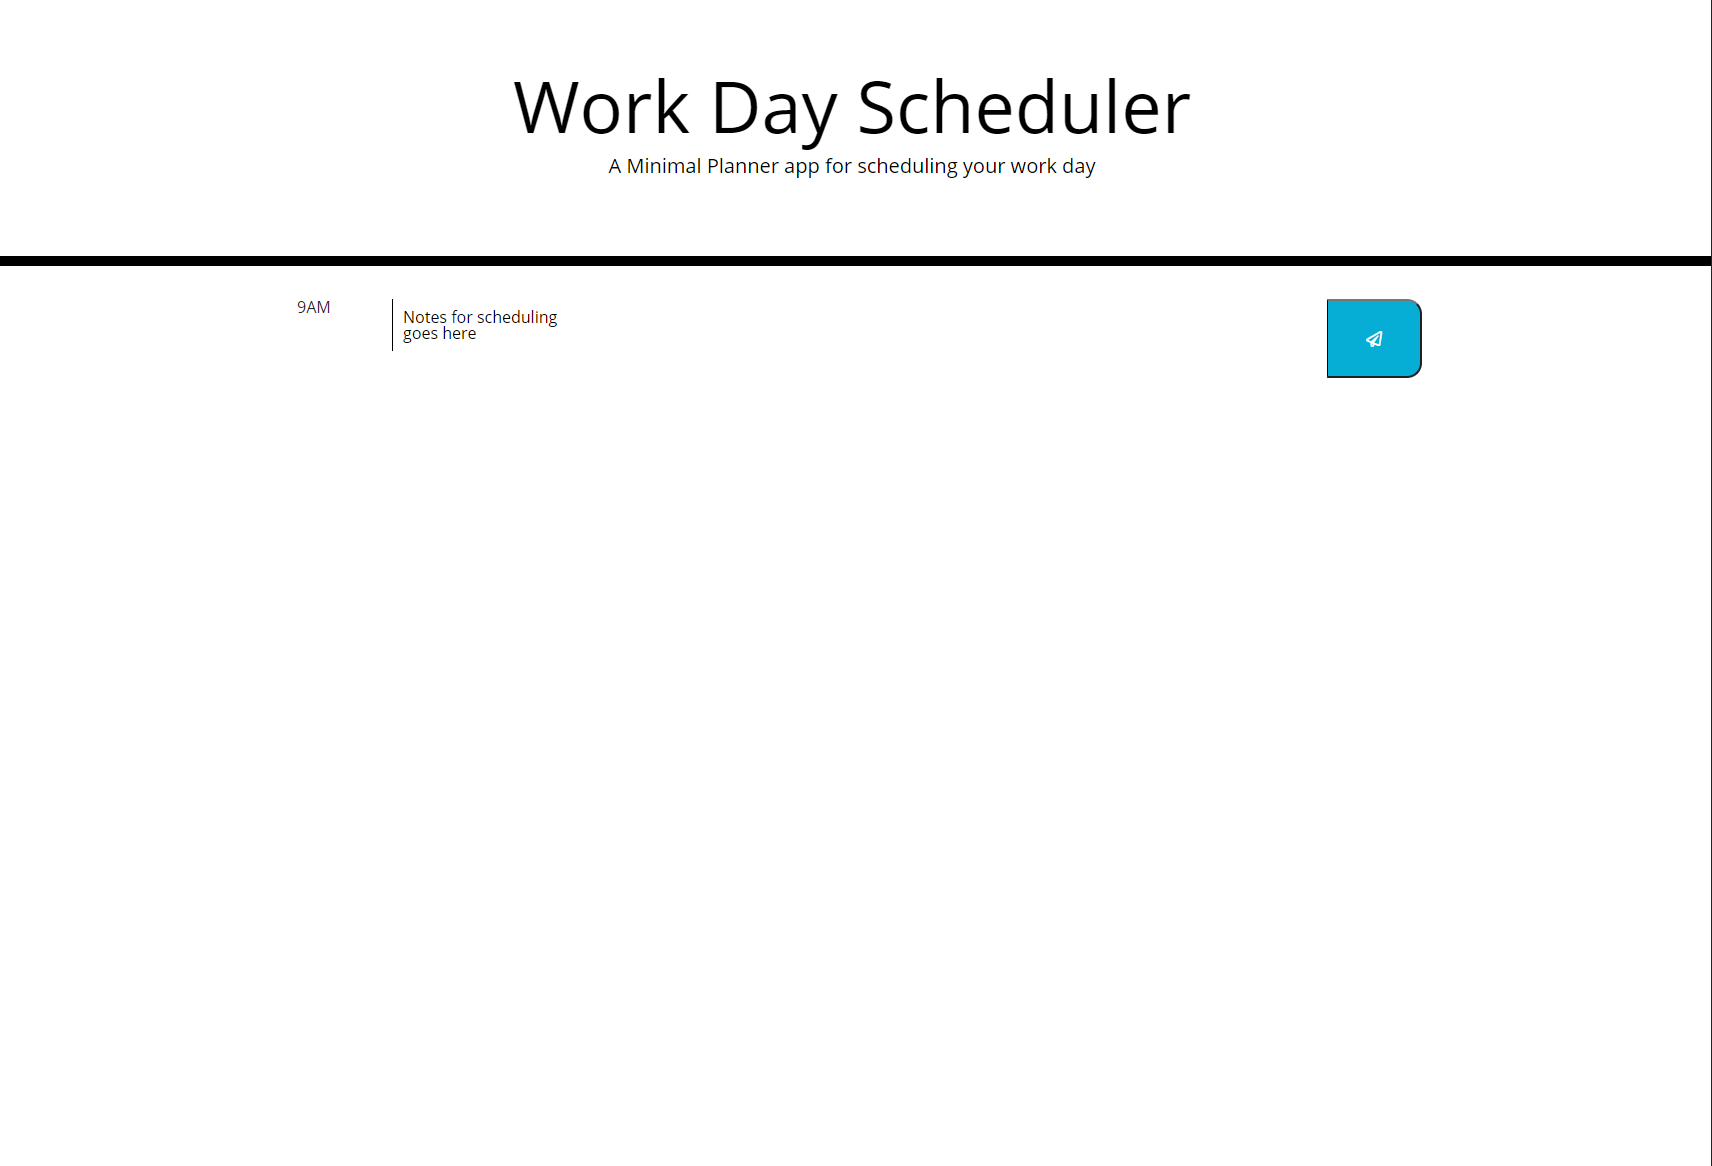 Work Day Scheduler
A Minimal Planner app for scheduling your work day
9AM
Notes for scheduling
goes here